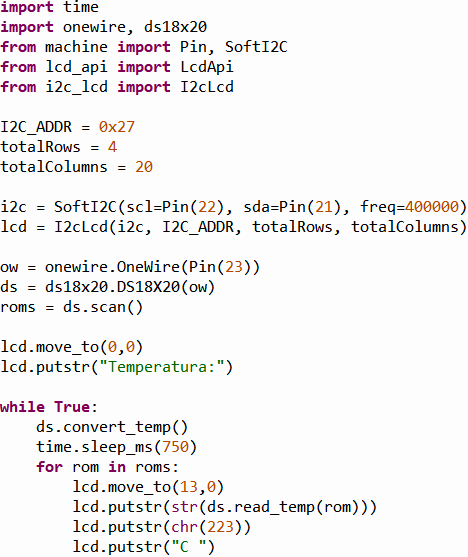 import time
import onewire, ds18x20
from machine import Pin, SoftI2C
from lcd_api import LcdApi
from i2c_lcd import I2cLcd

I2C_ADDR = 0x27
totalRows = 4
totalColumns = 20

i2c = SoftI2C(scl=Pin(22), sda=Pin(21), freq=400000)
lcd = I2cLcd(i2c, I2C_ADDR, totalRows, totalColumns)

ow = onewire.OneWire(Pin(23))
ds = ds18x20.DS18X20(ow)
roms = ds.scan()

lcd.move_to(0,0)
lcd.putstr("Temperatura:")

while True:
    ds.convert_temp()
    time.sleep_ms(750)
    for rom in roms:
        lcd.move_to(13,0)
        lcd.putstr(str(ds.read_temp(rom)))
        lcd.putstr(chr(223))
        lcd.putstr("C ")